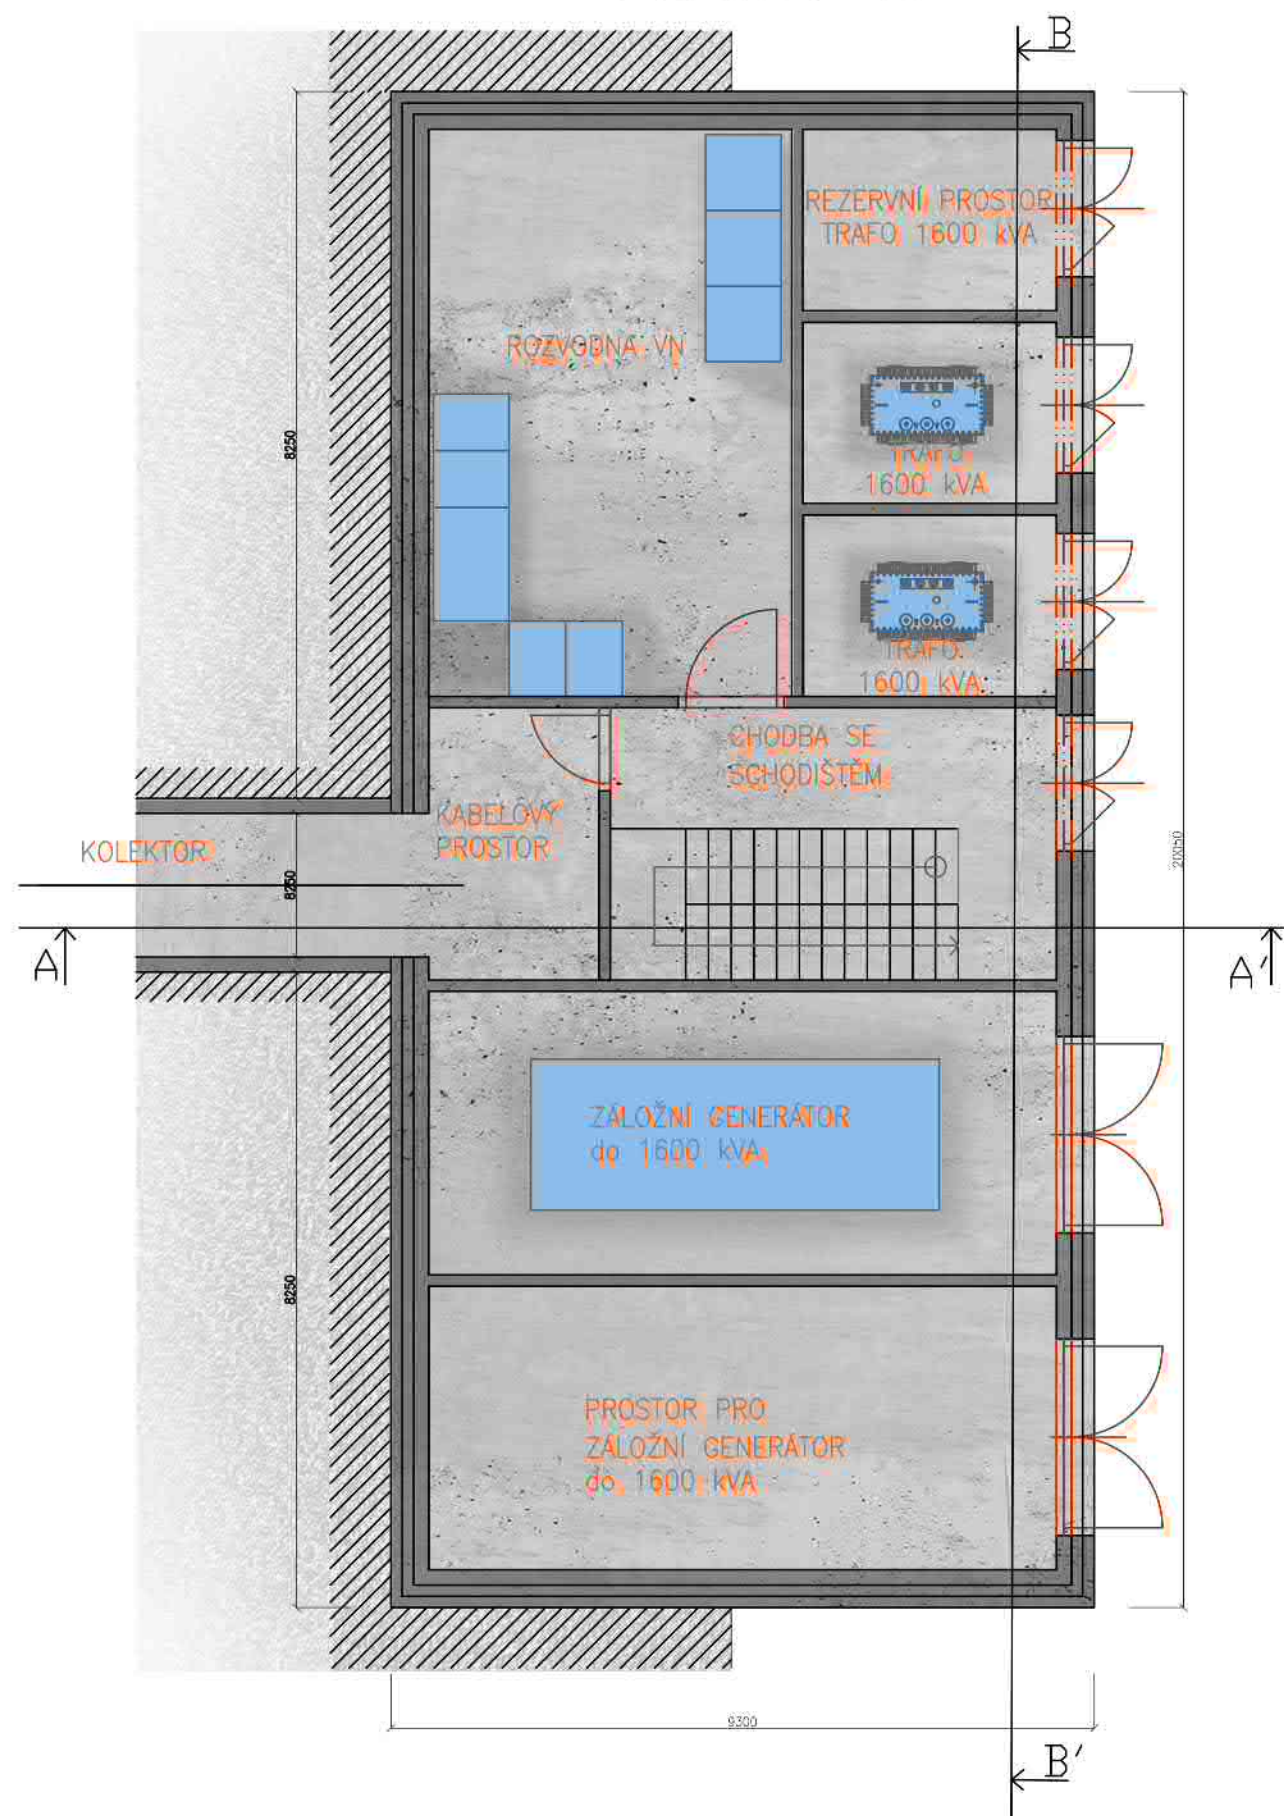 B
REZERVNÍ PROSTOR
TRAFO 1600 kVA
ROZVODNA VN
8250
TRAFO
1600 kVA
TRAFO
1600 kVA
CHODBA SE
SCHODIŠTĚM
KABELOVÝ
PROSTOR
KOLEKTOR
8250
20050
A
A'
ZÁLOŽNÍ GENERÁTOR
do 1600 kVA
8250
PROSTOR PRO
ZÁLOŽNÍ GENERÁTOR
do 1600 kVA
9300
B'